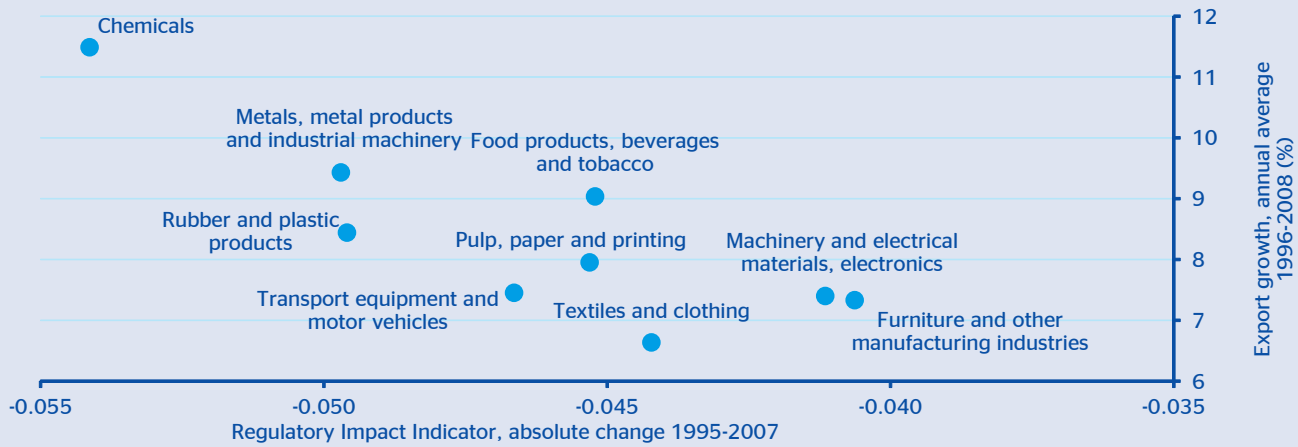 Chemicals
Metals, metal products
and industrial machinery
Food products, beverages
and tobacco
Rubber and plastic
products
Pulp, paper and printing
Machinery and electrical
materials, electronics
Transport equipment and
motor vehicles
Textiles and clothing
Furniture and other
manufacturing industries
12
11
10
9
8
7
6
Export growth, annual average
1996-2008 (%)
-0.055
-0.050
-0.045
-0.040
-0.035
Regulatory Impact Indicator, absolute change 1995-2007